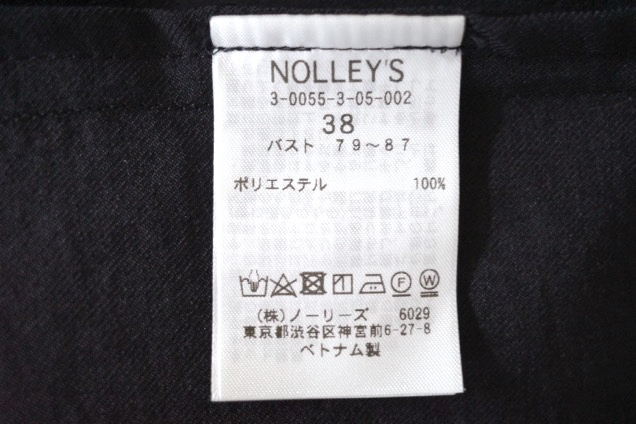 NOLLEY'S
3-0055-3-05-002
38
バスト 79～87
ポリエステル 100%
F W
(株)ノーリーズ 6029
東京都渋谷区神宮前6-27-8
ベトナム製